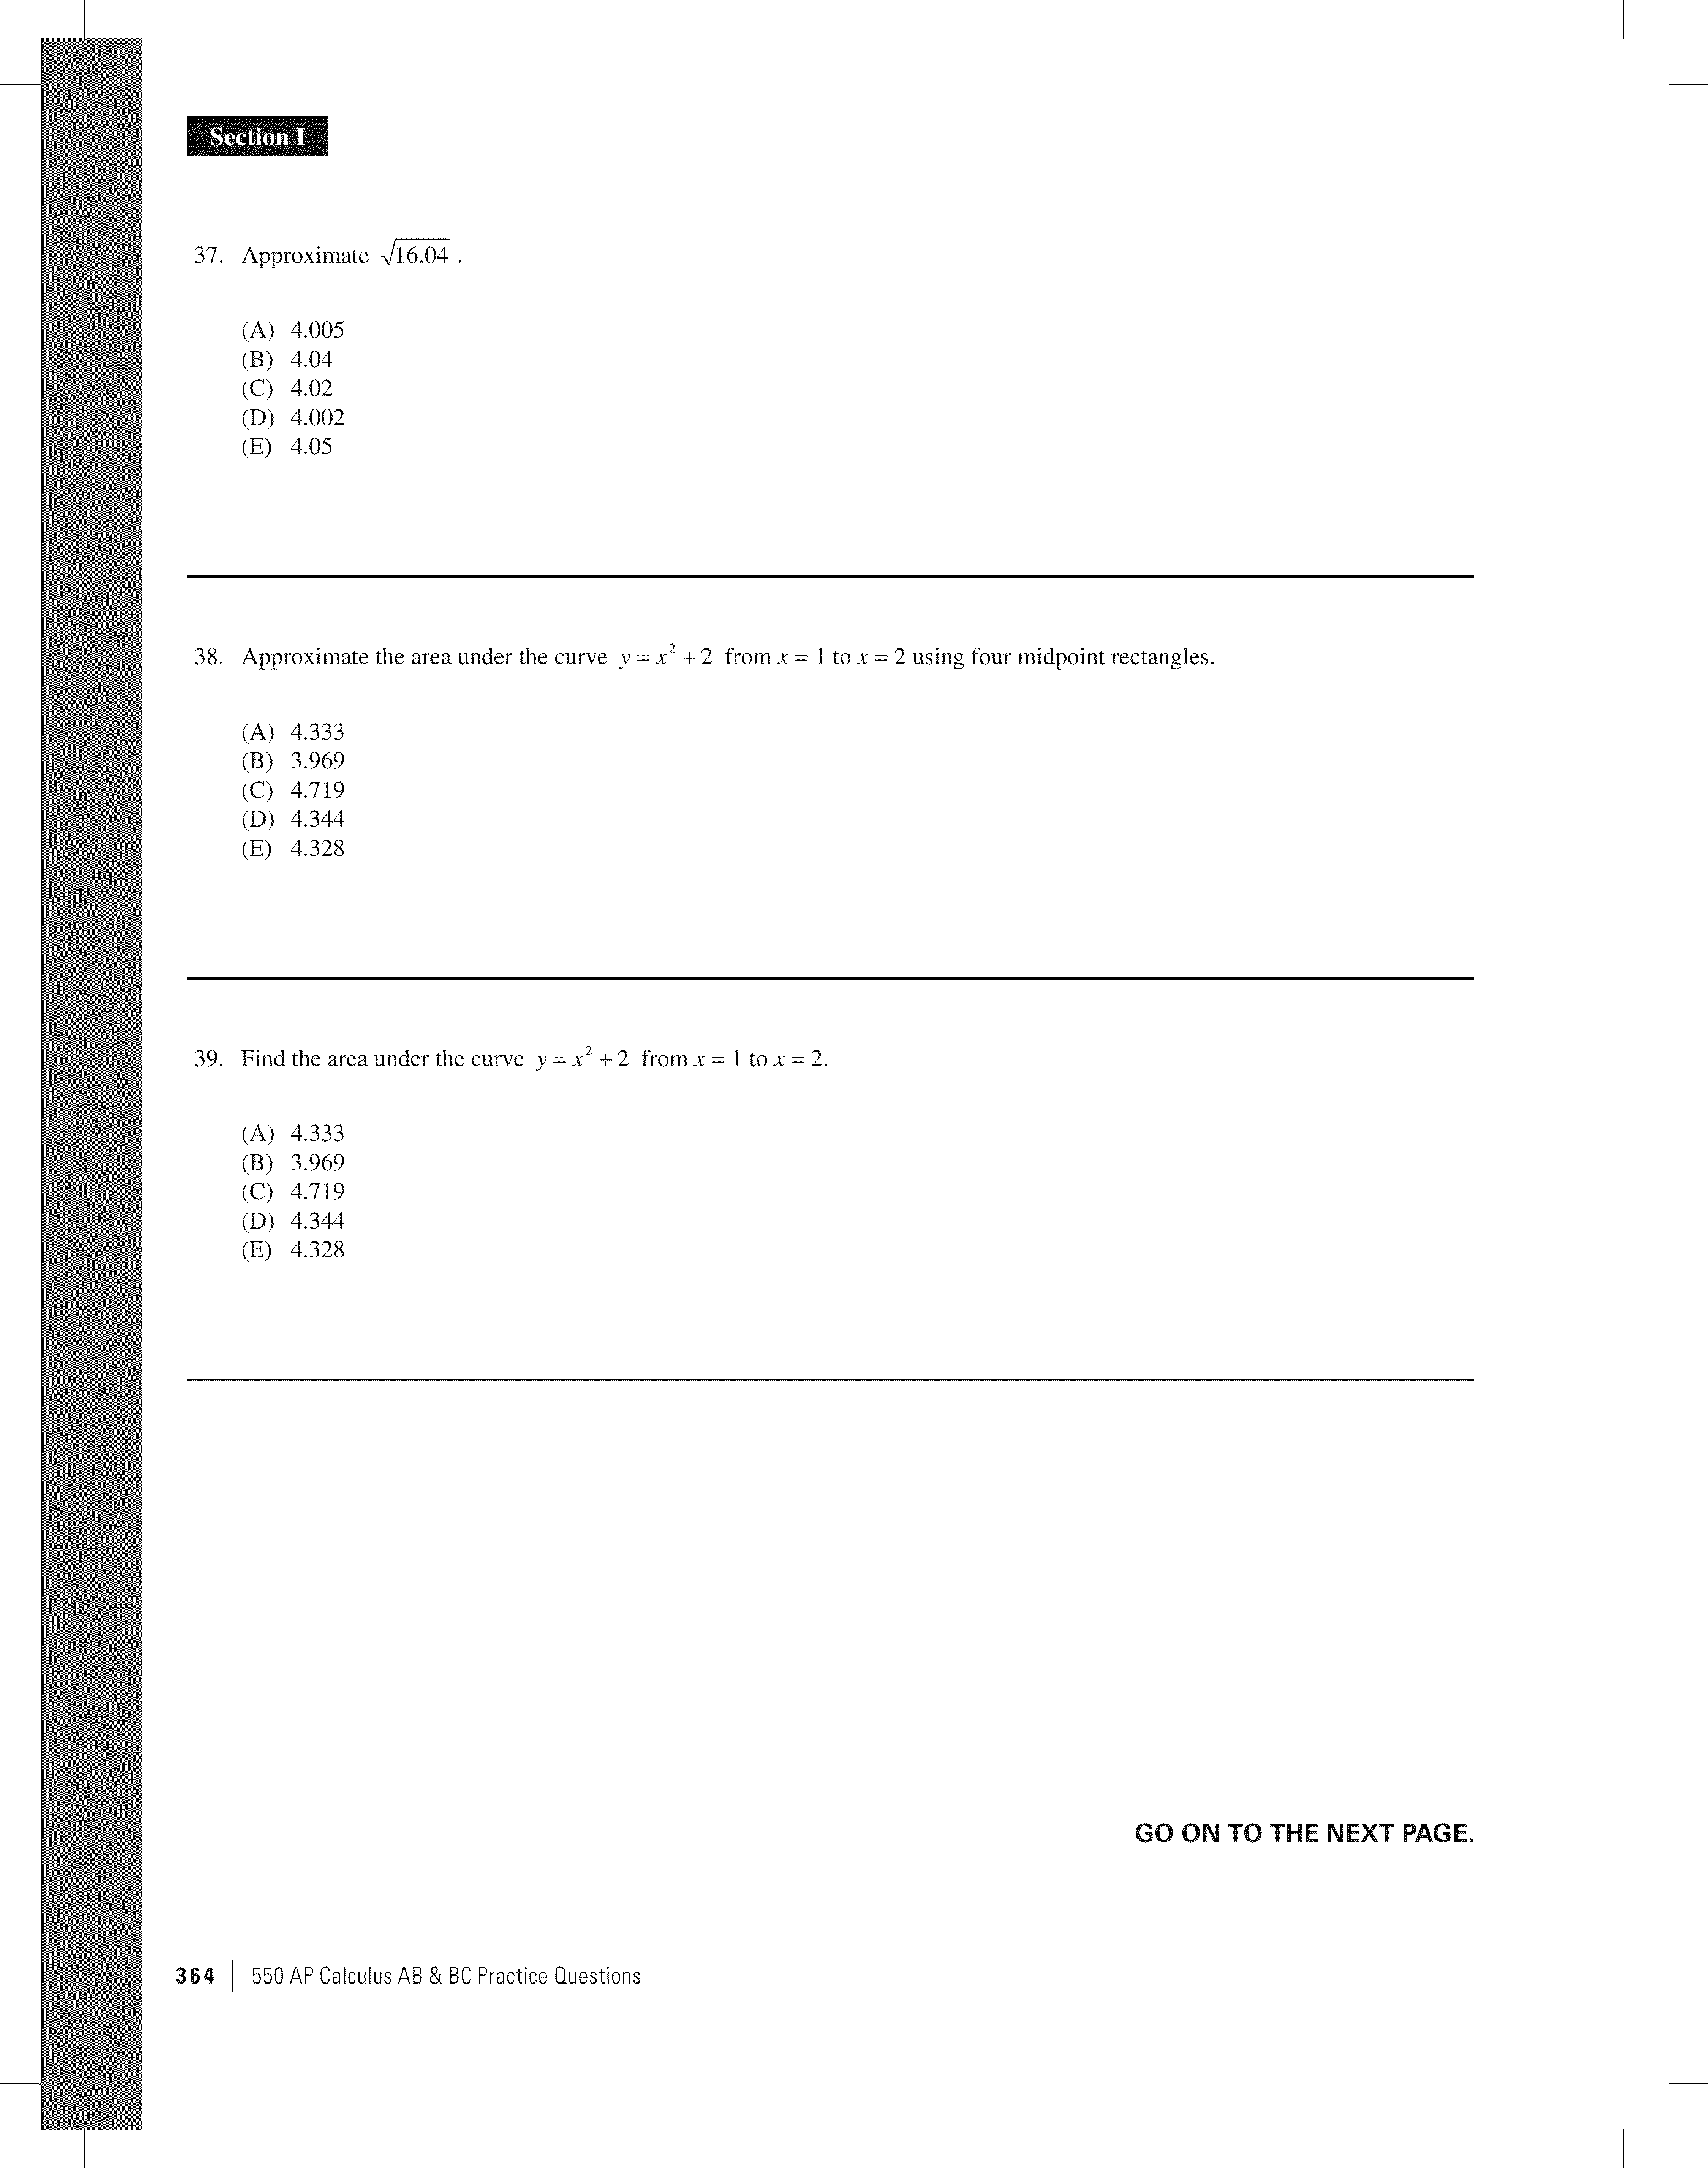 Section I
37. Approximate √16.04 .
(A) 4.005
(B) 4.04
(C) 4.02
(D) 4.002
(E) 4.05
38. Approximate the area under the curve y = x² + 2 from x = 1 to x = 2 using four midpoint rectangles.
(A) 4.333
(B) 3.969
(C) 4.719
(D) 4.344
(E) 4.328
39. Find the area under the curve y = x² + 2 from x = 1 to x = 2.
(A) 4.333
(B) 3.969
(C) 4.719
(D) 4.344
(E) 4.328
GO ON TO THE NEXT PAGE.
364 | 550 AP Calculus AB & BC Practice Questions